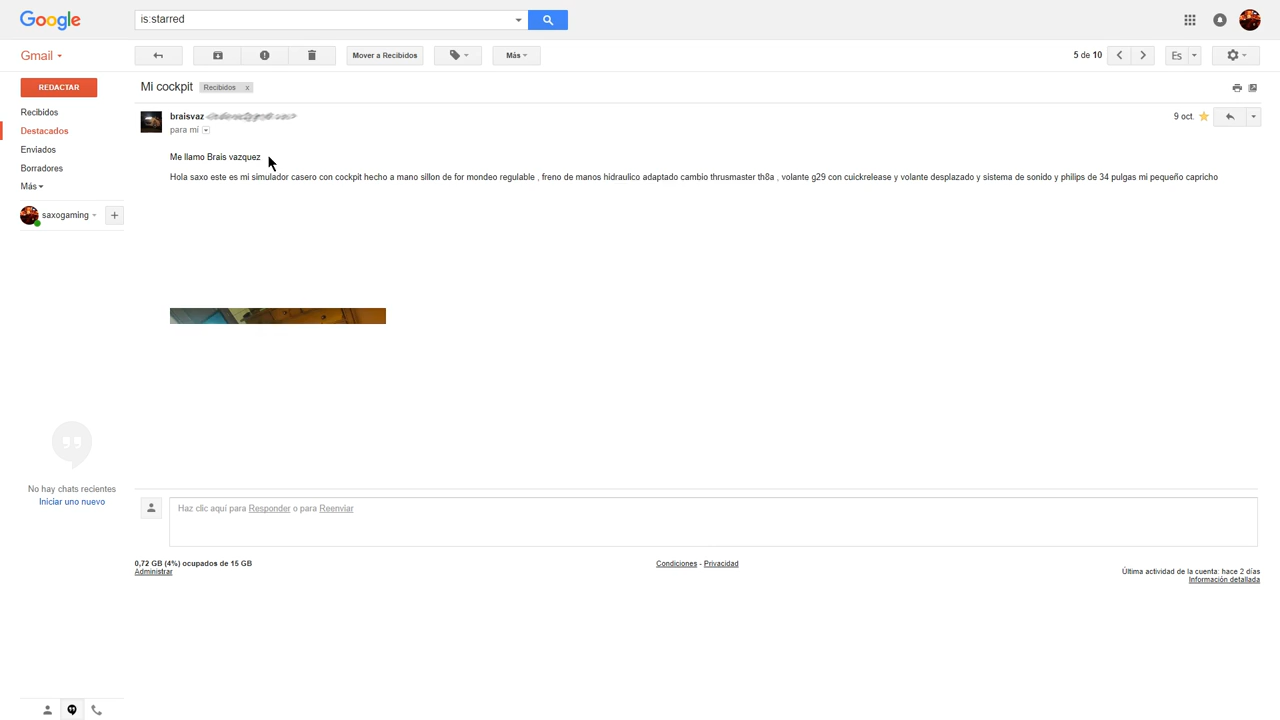 Google
is:starred
Gmail
Mover a Recibidos
Más
5 de 10
Es
REDACTAR
Mi cockpit
Recibidos x
Recibidos
Destacados
Enviados
Borradores
Más
saxogaming
braisvaz
9 oct.
para mí
Me llamo Brais vazquez
Hola saxo este es mi simulador casero con cockpit hecho a mano sillon de for mondeo regulable , freno de manos hidraulico adaptado cambio thrusmaster th8a , volante g29 con cuickrelease y volante desplazado y sistema de sonido y philips de 34 pulgas mi pequeño capricho
No hay chats recientes
Iniciar uno nuevo
Haz clic aquí para Responder o para Reenviar
0,72 GB (4%) ocupados de 15 GB
Administrar
Condiciones - Privacidad
Última actividad de la cuenta: hace 2 días
Información detallada